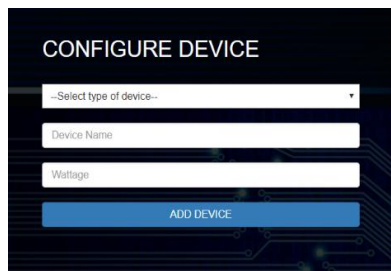 CONFIGURE DEVICE
--Select type of device--
Device Name
Wattage
ADD DEVICE